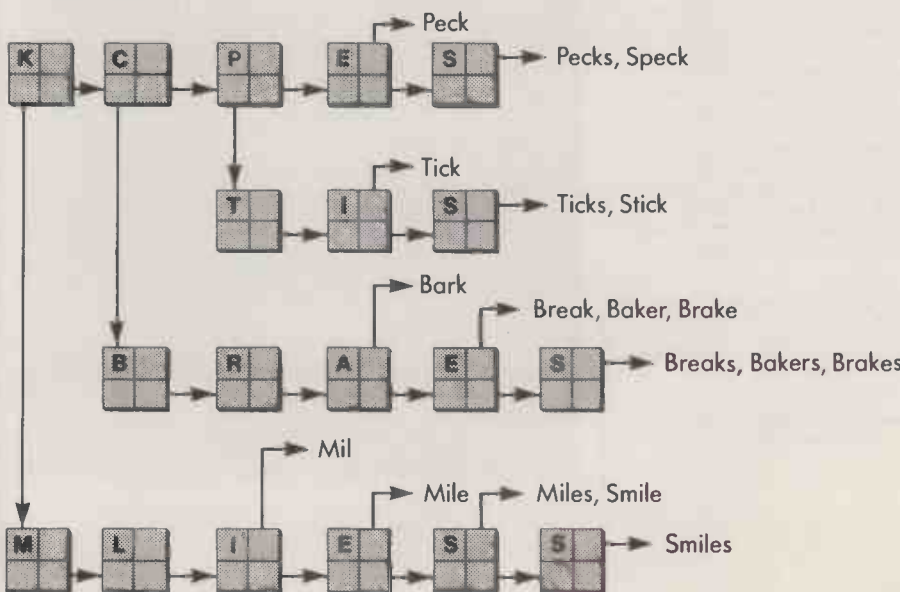 Peck
K C P E S Pecks, Speck
Tick
T I S Ticks, Stick
Bark
Break, Baker, Brake
B R A E S Breaks, Bakers, Brakes
Mil
Mile Miles, Smile
M L I E S S Smiles